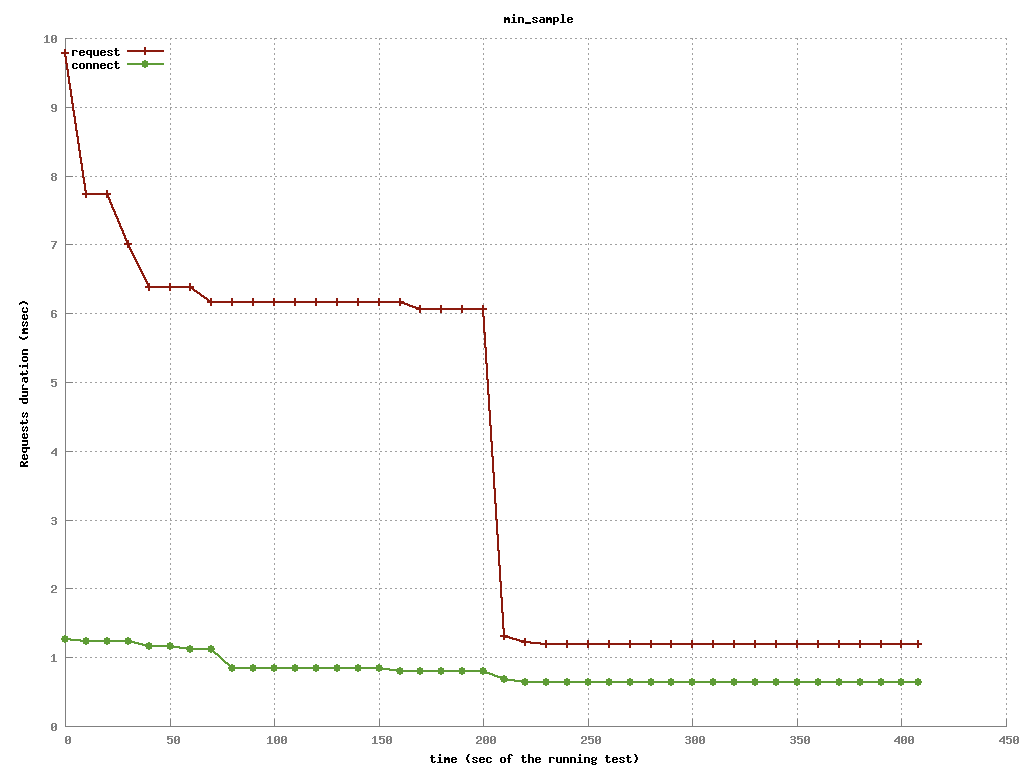 min_sample
request
connect
10
9
8
7
6
5
4
3
2
1
0
Requests duration (msec)
0 50 100 150 200 250 300 350 400 450
time (sec of the running test)